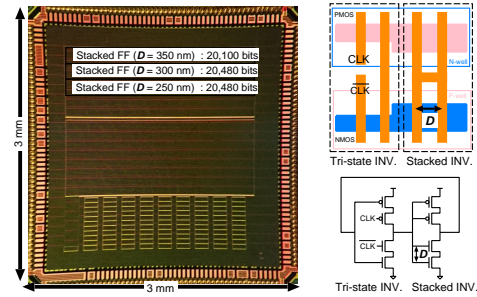 Stacked FF (D = 350 nm) : 20,100 bits
Stacked FF (D = 300 nm) : 20,480 bits
Stacked FF (D = 250 nm) : 20,480 bits
3 mm
3 mm
PMOS
N-well
CLK
CLK
P-well
D
NMOS
Tri-state INV. Stacked INV.
CLK
CLK
D
Tri-state INV. Stacked INV.